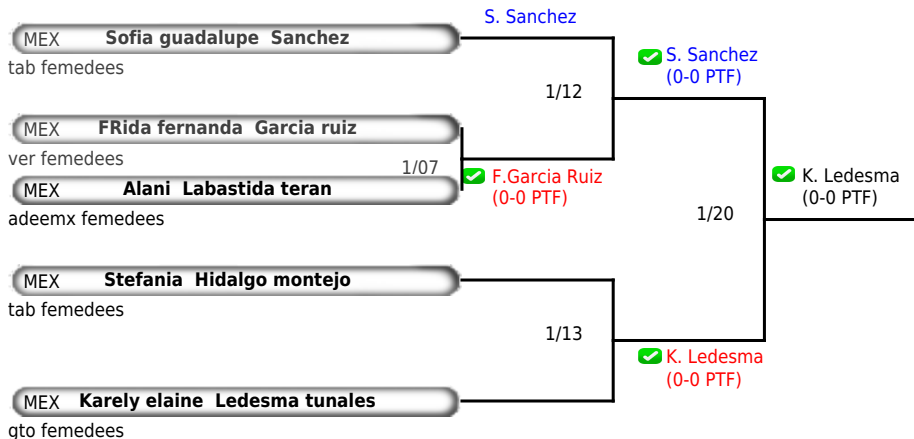 S. Sanchez
MEX Sofia guadalupe Sanchez
tab femedees
S. Sanchez
(0-0 PTF)
1/12
MEX FRida fernanda Garcia ruiz
ver femedees
1/07
F.Garcia Ruiz
(0-0 PTF)
MEX Alani Labastida teran
adeemx femedees
K. Ledesma
(0-0 PTF)
1/20
MEX Stefania Hidalgo montejo
tab femedees
1/13
K. Ledesma
(0-0 PTF)
MEX Karely elaine Ledesma tunales
gto femedees